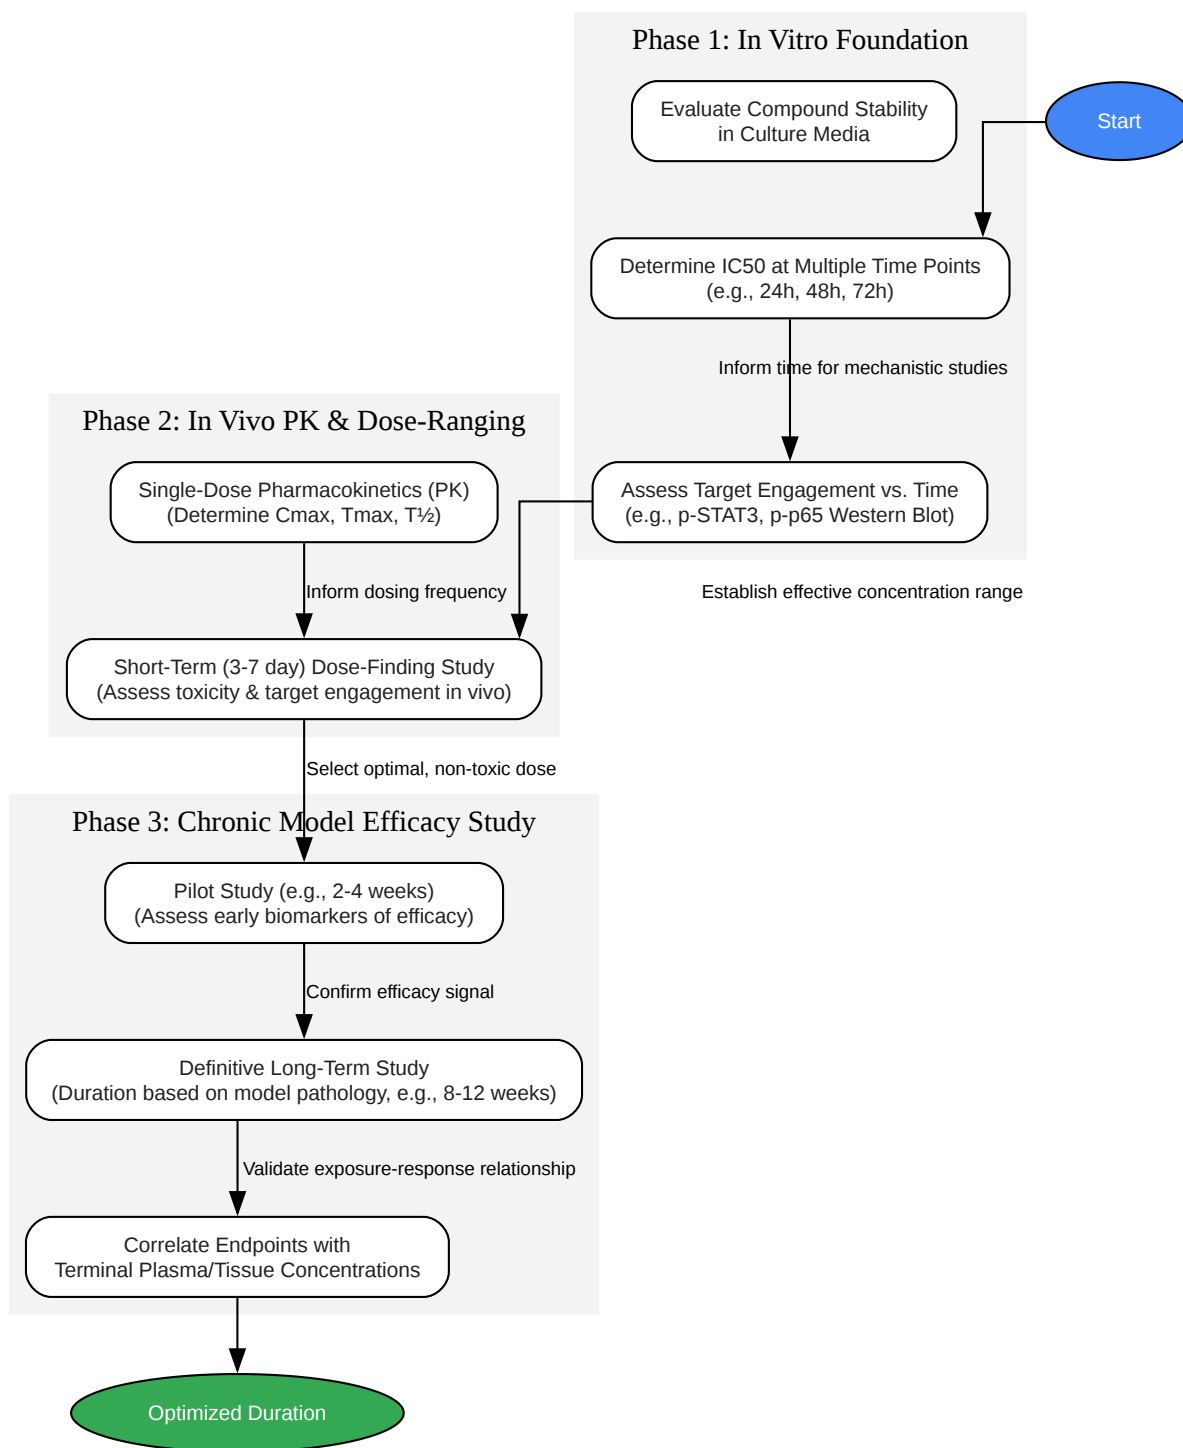 Phase 1: In Vitro Foundation
Evaluate Compound Stability
in Culture Media
Start
Determine IC50 at Multiple Time Points
(e.g., 24h, 48h, 72h)
Inform time for mechanistic studies
Assess Target Engagement vs. Time
(e.g., p-STAT3, p-p65 Western Blot)
Establish effective concentration range
Phase 2: In Vivo PK & Dose-Ranging
Single-Dose Pharmacokinetics (PK)
(Determine Cmax, Tmax, T½)
Inform dosing frequency
Short-Term (3-7 day) Dose-Finding Study
(Assess toxicity & target engagement in vivo)
Select optimal, non-toxic dose
Phase 3: Chronic Model Efficacy Study
Pilot Study (e.g., 2-4 weeks)
(Assess early biomarkers of efficacy)
Confirm efficacy signal
Definitive Long-Term Study
(Duration based on model pathology, e.g., 8-12 weeks)
Validate exposure-response relationship
Correlate Endpoints with
Terminal Plasma/Tissue Concentrations
Optimized Duration